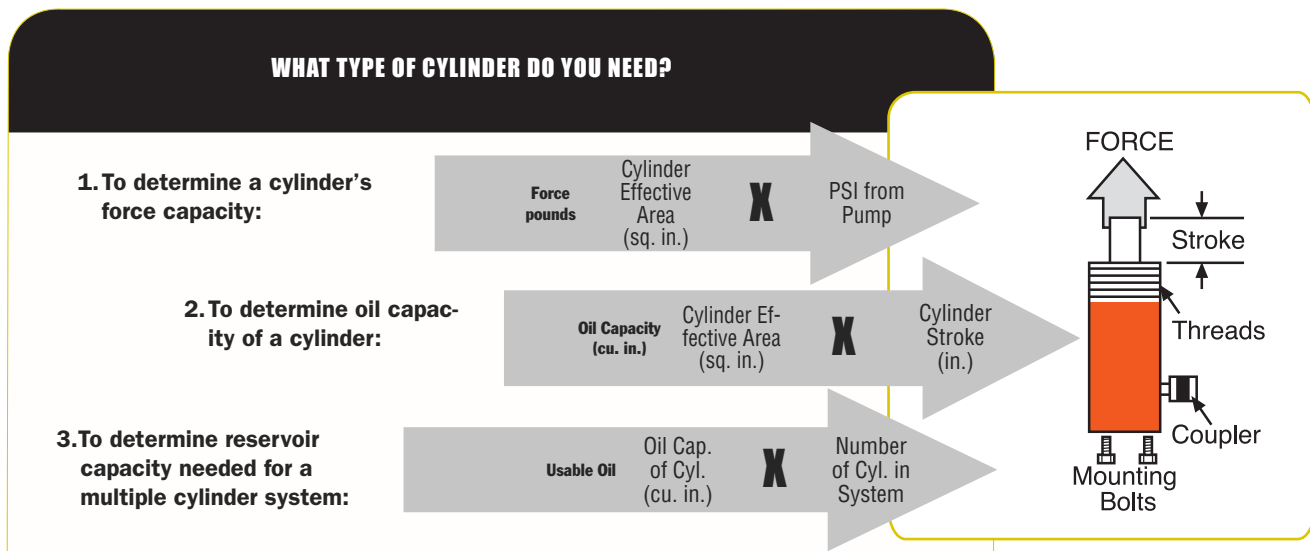 WHAT TYPE OF CYLINDER DO YOU NEED?
1. To determine a cylinder's
force capacity:
Force
pounds
Cylinder
Effective
Area
(sq. in.)
X
PSI from
Pump
2. To determine oil capac-
ity of a cylinder:
Oil Capacity
(cu. in.)
Cylinder Ef-
fective Area
(sq. in.)
X
Cylinder
Stroke
(in.)
3. To determine reservoir
capacity needed for a
multiple cylinder system:
Usable Oil
Oil Cap.
of Cyl.
(cu. in.)
X
Number
of Cyl. in
System
FORCE
Stroke
Threads
Coupler
Mounting
Bolts